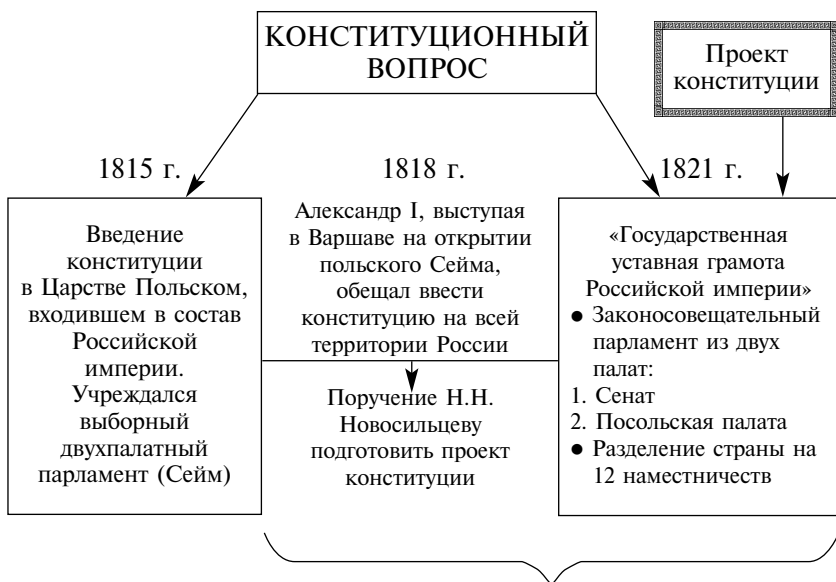 КОНСТИТУЦИОННЫЙ
ВОПРОС
Проект
конституции
1815 г.
Введение
конституции
в Царстве Польском,
входившем в состав
Российской
империи.
Учреждался
выборный
двухпалатный
парламент (Сейм)
1818 г.
Александр I, выступая
в Варшаве на открытии
польского Сейма,
обещал ввести
конституцию на всей
территории России
Поручение Н.Н.
Новосильцеву
подготовить проект
конституции
1821 г.
«Государственная
уставная грамота
Российской империи»
● Законосовещательный
парламент из двух
палат:
1. Сенат
2. Посольская палата
● Разделение страны на
12 наместничеств